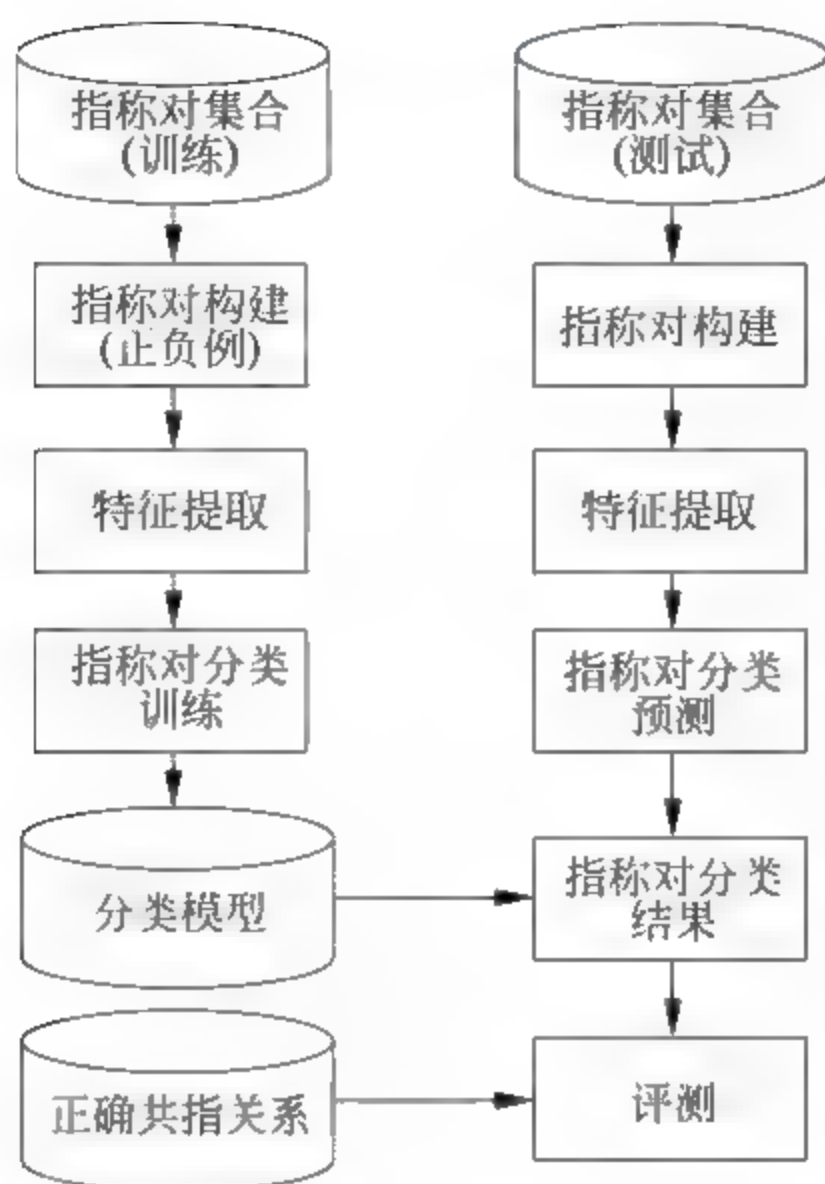 指称对集合
(训练)
指称对构建
(正负例)
特征提取
指称对分类
训练
分类模型
正确共指关系
指称对集合
(测试)
指称对构建
特征提取
指称对分类
预测
指称对分类
结果
评测